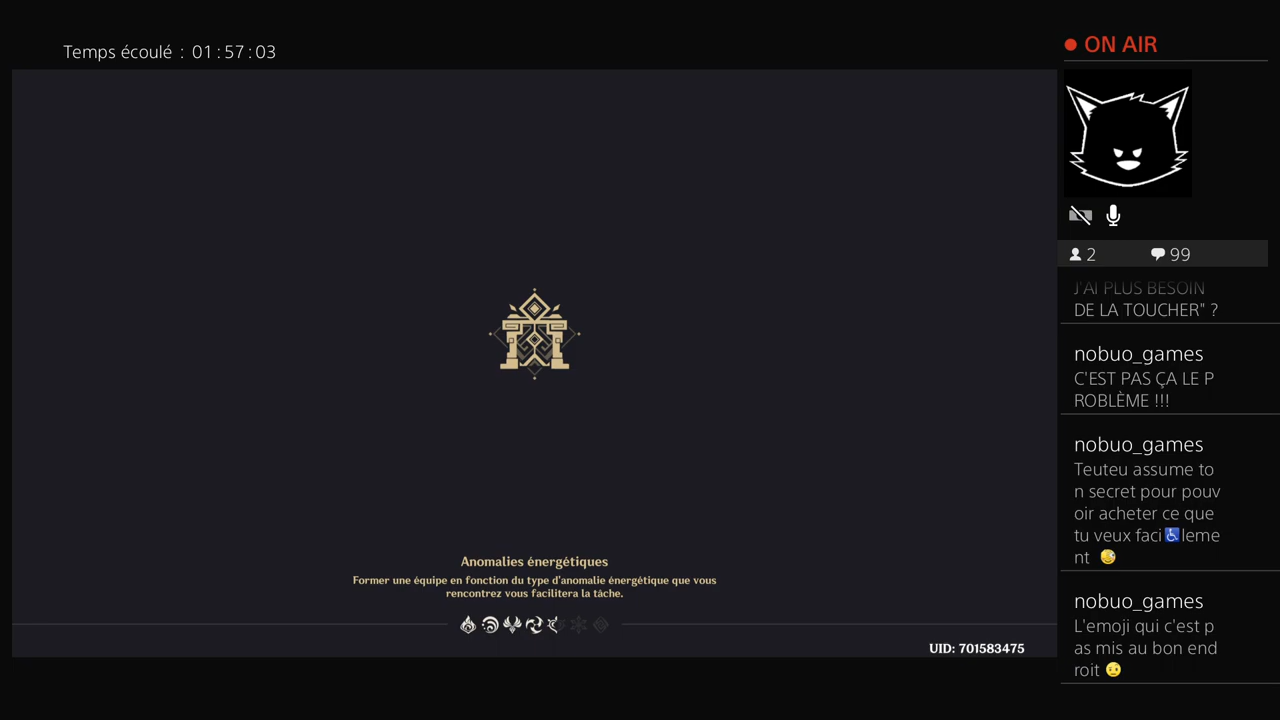 Temps écoulé : 01:57:03
ON AIR
2
99
J'AI PLUS BESOIN
DE LA TOUCHER" ?
nobuo_games
C'EST PAS ÇA LE P
ROBLÈME !!!
nobuo_games
Teuteu assume to
n secret pour pouv
oir acheter ce que
tu veux faci♿leme
nt 🧐
nobuo_games
L'emoji qui c'est p
as mis au bon end
roit 🤨
Anomalies énergétiques
Former une équipe en fonction du type d'anomalie énergétique que vous
rencontrez vous facilitera la tâche.
UID: 701583475